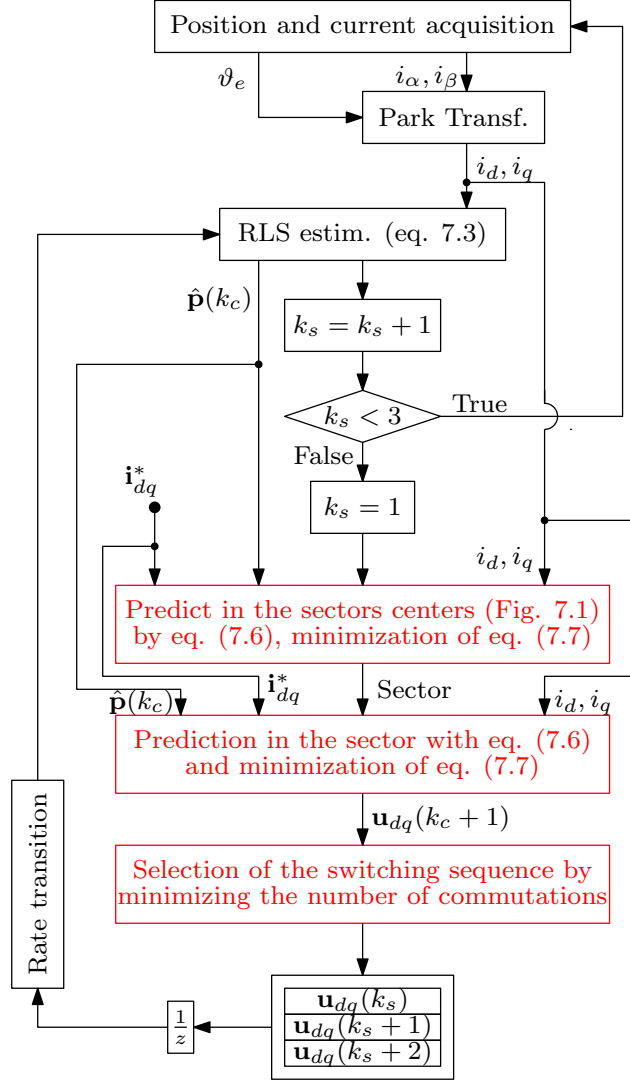 Position and current acquisition
ϑₑ
i_α, i_β
Park Transf.
i_d, i_q
RLS estim. (eq. 7.3)
p̂(k_c)
k_s = k_s + 1
k_s < 3
True
False
i*_dq
k_s = 1
i_d, i_q
Predict in the sectors centers (Fig. 7.1)
by eq. (7.6), minimization of eq. (7.7)
p̂(k_c)
i*_dq
Sector
i_d, i_q
Prediction in the sector with eq. (7.6)
and minimization of eq. (7.7)
u_dq(k_c + 1)
Selection of the switching sequence by
minimizing the number of commutations
Rate transition
1/z
u_dq(k_s)
u_dq(k_s + 1)
u_dq(k_s + 2)